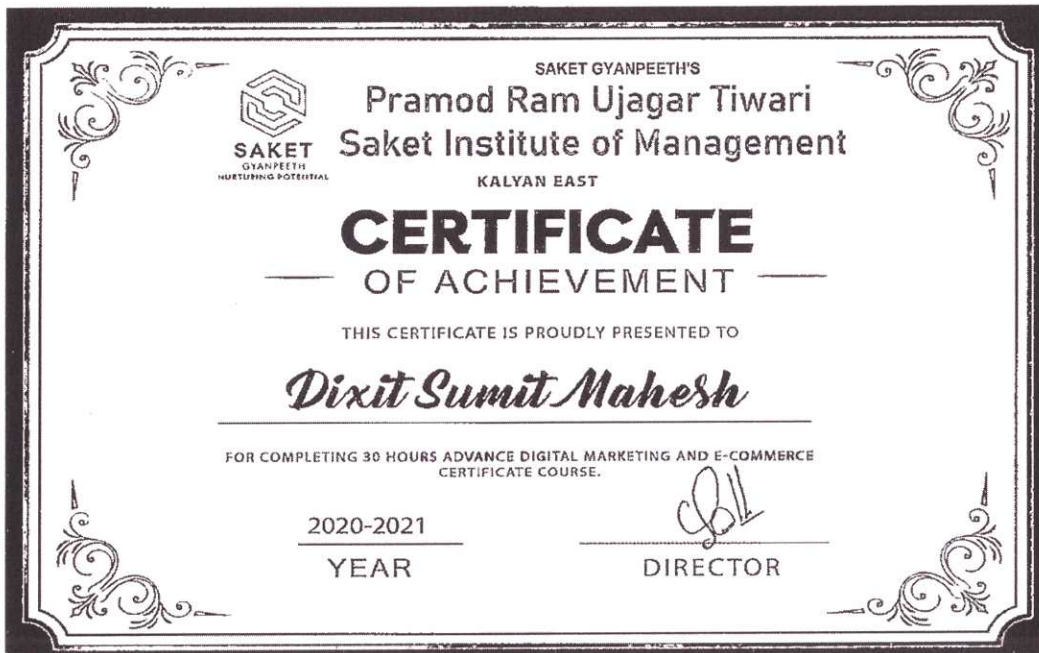 SAKET GYANPEETH'S
Pramod Ram Ujagar Tiwari
Saket Institute of Management
KALYAN EAST
SAKET
GYANPEETH
NURTURING POTENTIAL
CERTIFICATE
OF ACHIEVEMENT
THIS CERTIFICATE IS PROUDLY PRESENTED TO
Dixit Sumit Mahesh
FOR COMPLETING 30 HOURS ADVANCE DIGITAL MARKETING AND E-COMMERCE
CERTIFICATE COURSE.
2020-2021
YEAR
DIRECTOR